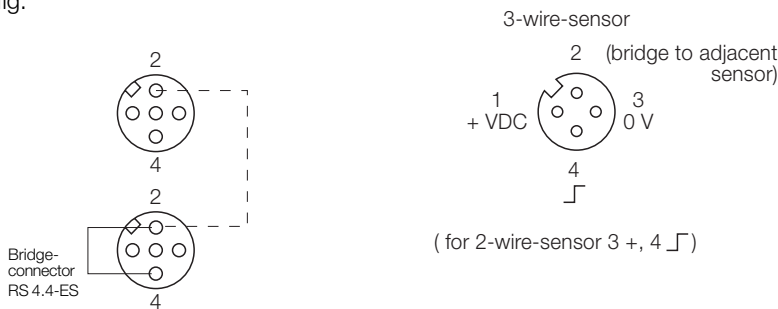 ng.
3-wire-sensor
2
2 (bridge to adjacent
sensor)
1
+ VDC
3
0 V
4
4
2
Bridge-
connector
RS 4.4-ES
( for 2-wire-sensor 3 +, 4 )
4